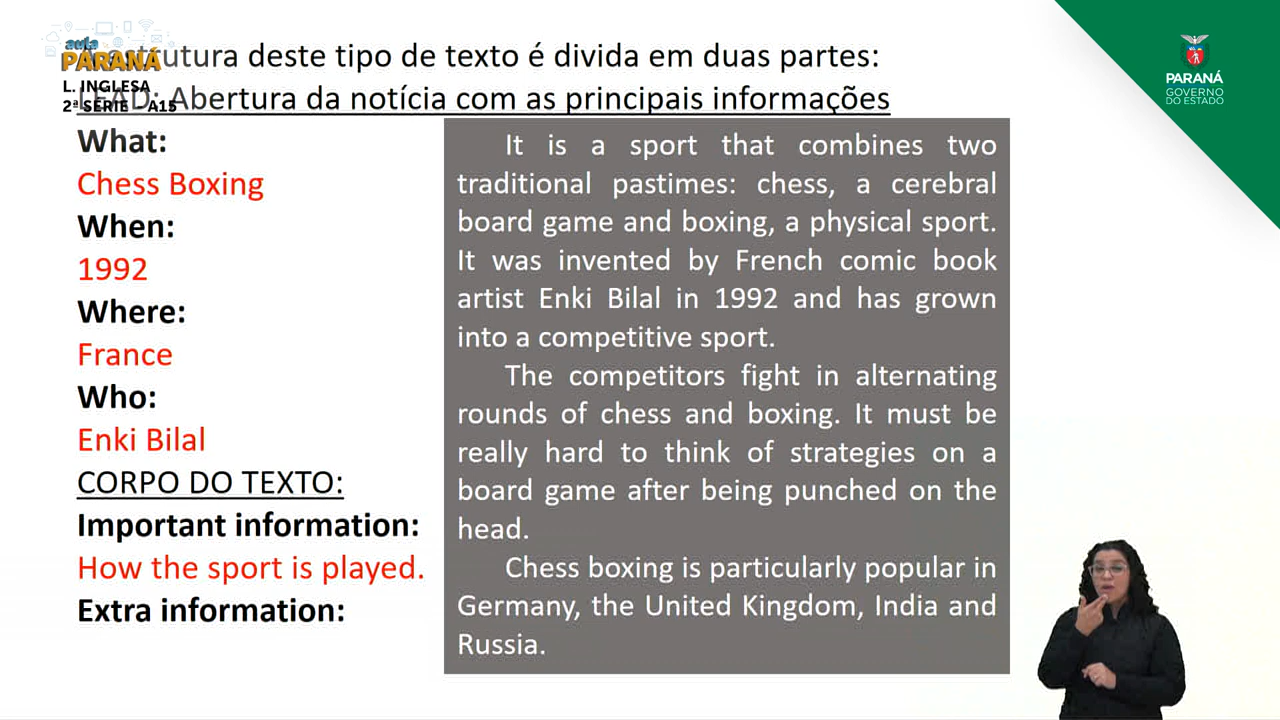 aula
PARANÁ
L. INGLESA
2ª SÉRIE A15
estrutura deste tipo de texto é divida em duas partes:
LEAD: Abertura da notícia com as principais informações
What:
Chess Boxing
When:
1992
Where:
France
Who:
Enki Bilal
CORPO DO TEXTO:
Important information:
How the sport is played.
Extra information:
It is a sport that combines two
traditional pastimes: chess, a cerebral
board game and boxing, a physical sport.
It was invented by French comic book
artist Enki Bilal in 1992 and has grown
into a competitive sport.
The competitors fight in alternating
rounds of chess and boxing. It must be
really hard to think of strategies on a
board game after being punched on the
head.
Chess boxing is particularly popular in
Germany, the United Kingdom, India and
Russia.
PARANÁ
GOVERNO
DO ESTADO